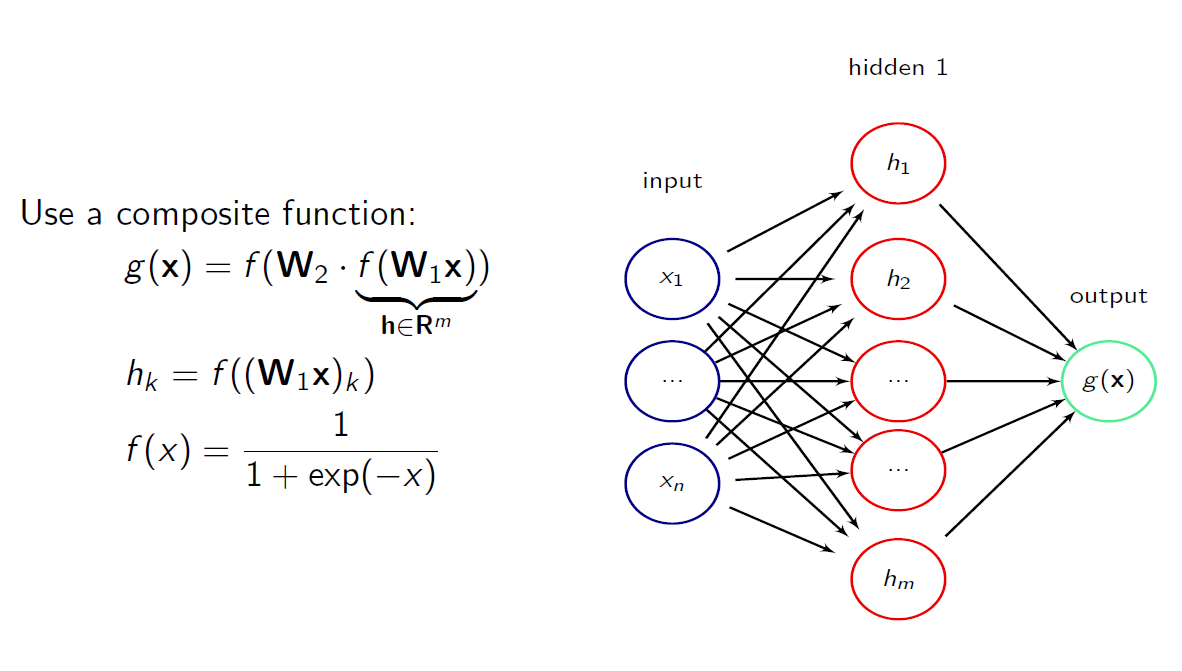 Use a composite function:
g(x) = f(W₂ · f(W₁x))
h∈Rᵐ
hₖ = f((W₁x)ₖ)
f(x) = 1 / (1 + exp(−x))
hidden 1
input
output
h₁
x₁
h₂
...
...
g(x)
...
xₙ
hₘ